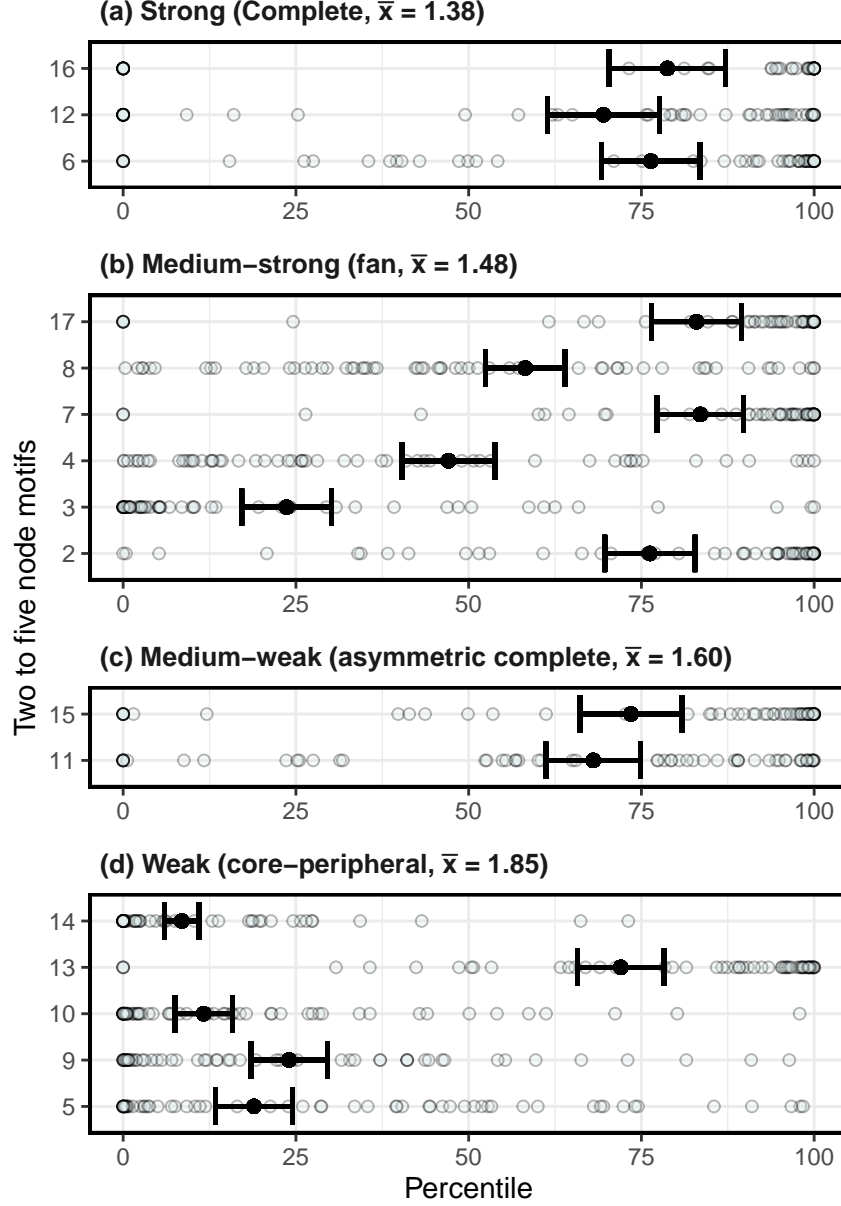 (a) Strong (Complete, x̅ = 1.38)
16
12
6
0 25 50 75 100
(b) Medium−strong (fan, x̅ = 1.48)
17
8
7
4
3
2
0 25 50 75 100
(c) Medium−weak (asymmetric complete, x̅ = 1.60)
15
11
0 25 50 75 100
(d) Weak (core−peripheral, x̅ = 1.85)
14
13
10
9
5
0 25 50 75 100
Percentile
Two to five node motifs